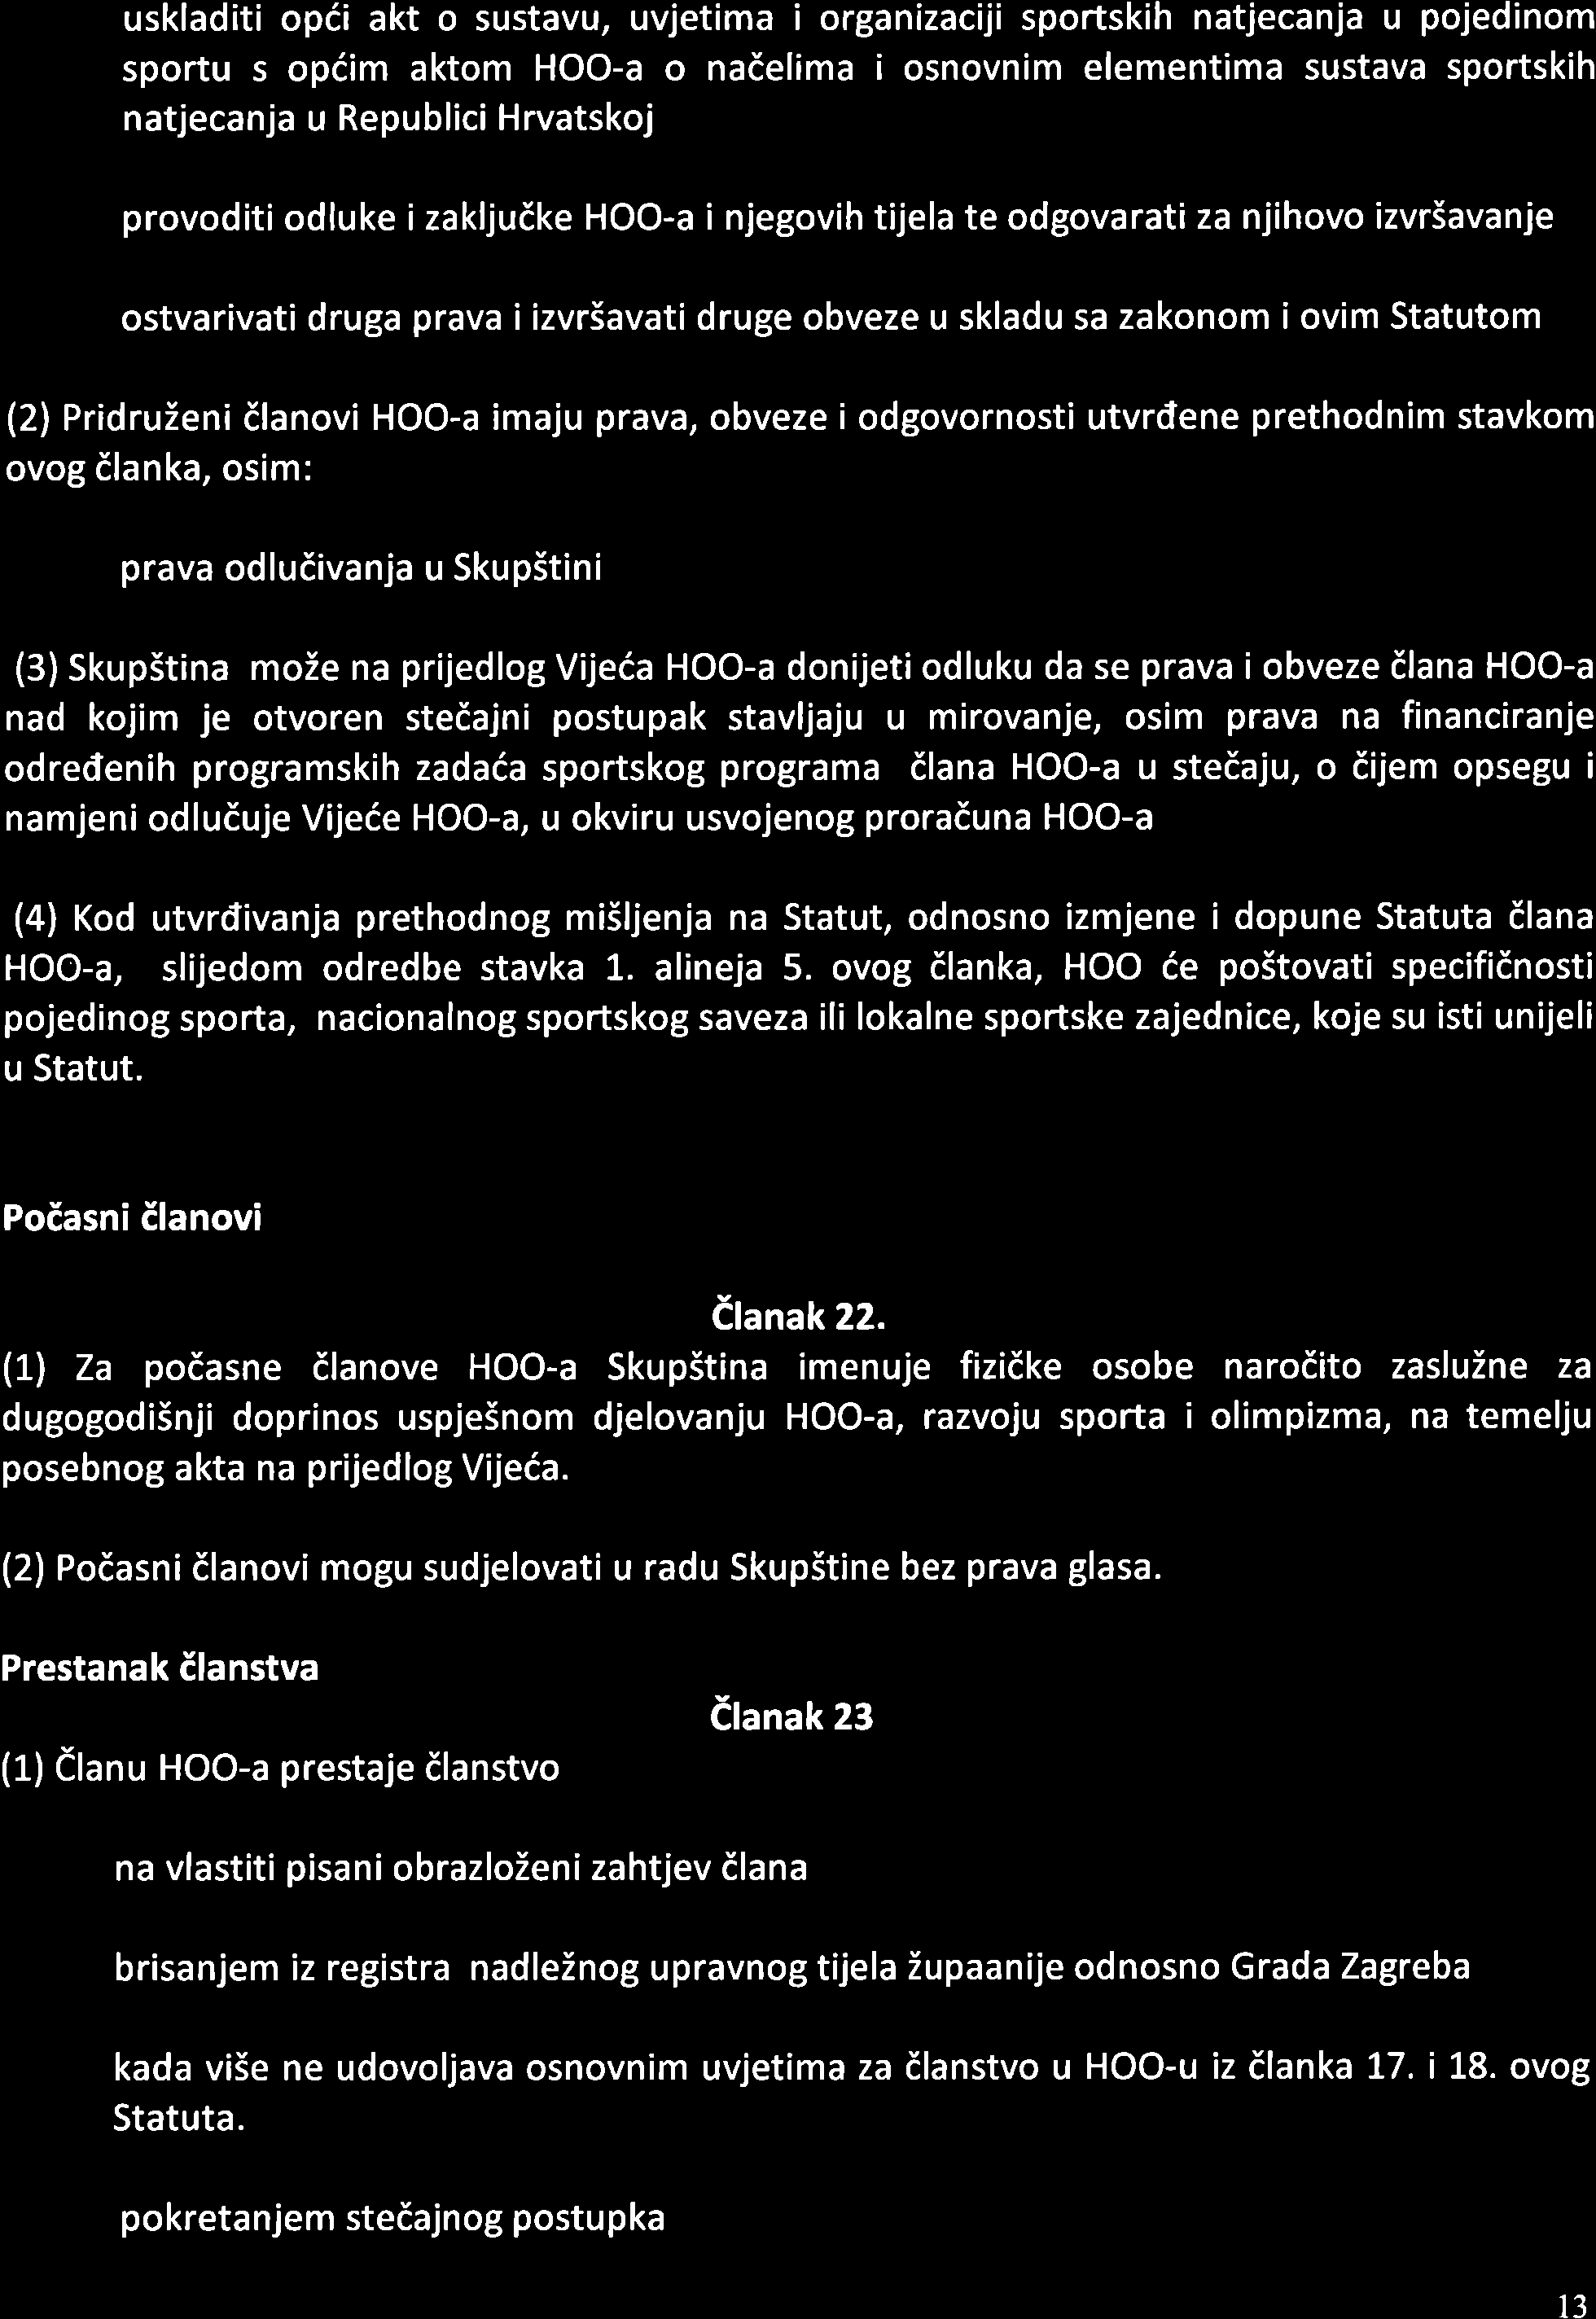 uskladiti opći akt o sustavu, uvjetima i organizaciji sportskih natjecanja u pojedinom
sportu s općim aktom HOO-a o načelima i osnovnim elementima sustava sportskih
natjecanja u Republici Hrvatskoj
provoditi odluke i zaključke HOO-a i njegovih tijela te odgovarati za njihovo izvršavanje
ostvarivati druga prava i izvršavati druge obveze u skladu sa zakonom i ovim Statutom
(2) Pridruženi članovi HOO-a imaju prava, obveze i odgovornosti utvrđene prethodnim stavkom
ovog članka, osim:
prava odlučivanja u Skupštini
(3) Skupština može na prijedlog Vijeća HOO-a donijeti odluku da se prava i obveze člana HOO-a
nad kojim je otvoren stečajni postupak stavljaju u mirovanje, osim prava na financiranje
određenih programskih zadaća sportskog programa člana HOO-a u stečaju, o čijem opsegu i
namjeni odlučuje Vijeće HOO-a, u okviru usvojenog proračuna HOO-a
(4) Kod utvrđivanja prethodnog mišljenja na Statut, odnosno izmjene i dopune Statuta člana
HOO-a, slijedom odredbe stavka 1. alineja 5. ovog članka, HOO će poštovati specifičnosti
pojedinog sporta, nacionalnog sportskog saveza ili lokalne sportske zajednice, koje su isti unijeli
u Statut.
Počasni članovi
Članak 22.
(1) Za počasne članove HOO-a Skupština imenuje fizičke osobe naročito zaslužne za
dugogodišnji doprinos uspješnom djelovanju HOO-a, razvoju sporta i olimpizma, na temelju
posebnog akta na prijedlog Vijeća.
(2) Počasni članovi mogu sudjelovati u radu Skupštine bez prava glasa.
Prestanak članstva
Članak 23
(1) Članu HOO-a prestaje članstvo
na vlastiti pisani obrazloženi zahtjev člana
brisanjem iz registra nadležnog upravnog tijela župaanije odnosno Grada Zagreba
kada više ne udovoljava osnovnim uvjetima za članstvo u HOO-u iz članka 17. i 18. ovog
Statuta.
pokretanjem stečajnog postupka
13